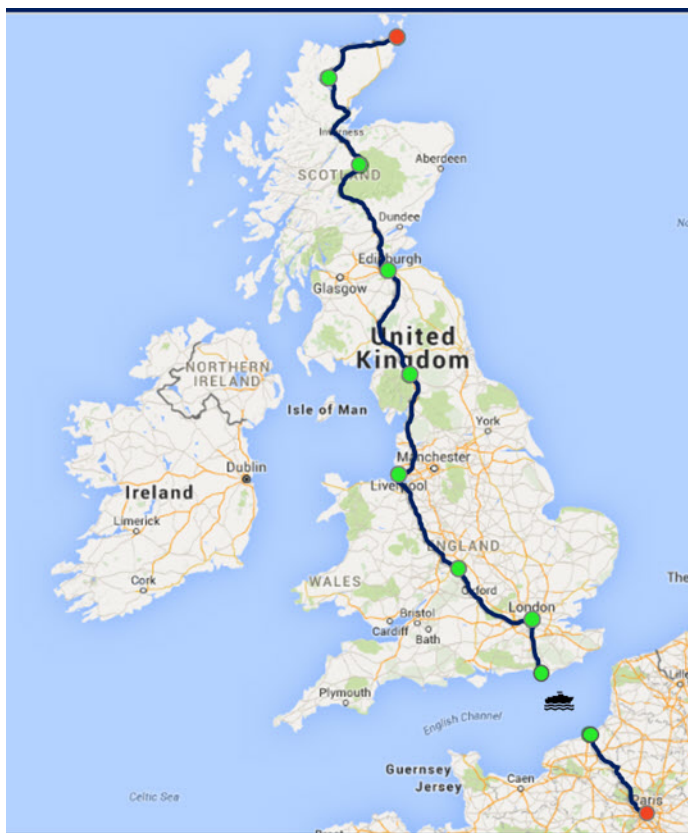 Inverness
Aberdeen
SCOTLAND
Dundee
Edinburgh
Glasgow
United
Kingdom
NORTHERN
IRELAND
Isle of Man
York
Manchester
Dublin
Liverpool
Ireland
Limerick
ENGLAND
Cork
WALES
Oxford
London
Bristol
Cardiff
Bath
The
Lille
Plymouth
English Channel
Guernsey
Jersey
Caen
Celtic Sea
Paris